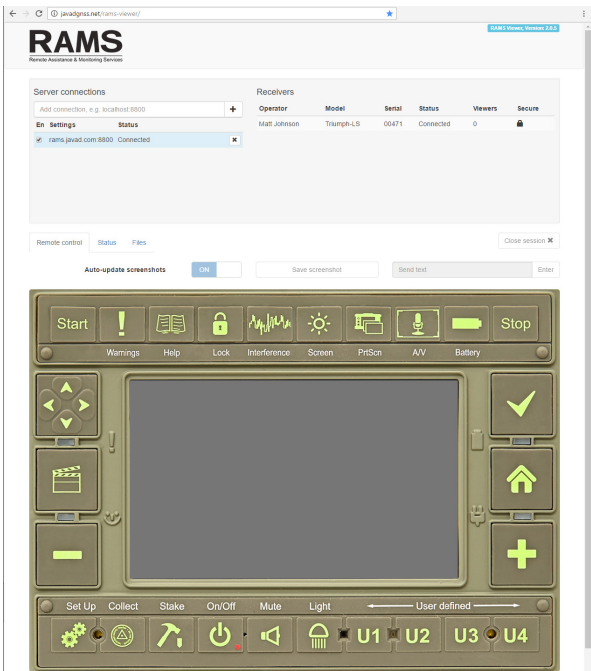 javadgnss.net/rams-viewer/
RAMS Viewer, Version: 2.0.3
RAMS
Remote Assistance & Monitoring Services
Server connections
Receivers
Add connection, e.g. localhost:8800
+
Operator Model Serial Status Viewers Secure
En Settings Status
Matt Johnson Triumph-LS 00471 Connected 0
rams.javad.com:8800 Connected
Remote control Status Files
Close session
Auto-update screenshots ON Save screenshot Send text Enter
Start Stop
Warnings Help Lock Interference Screen PrtScn A/V Battery
Set Up Collect Stake On/Off Mute Light User defined
U1 U2 U3 U4